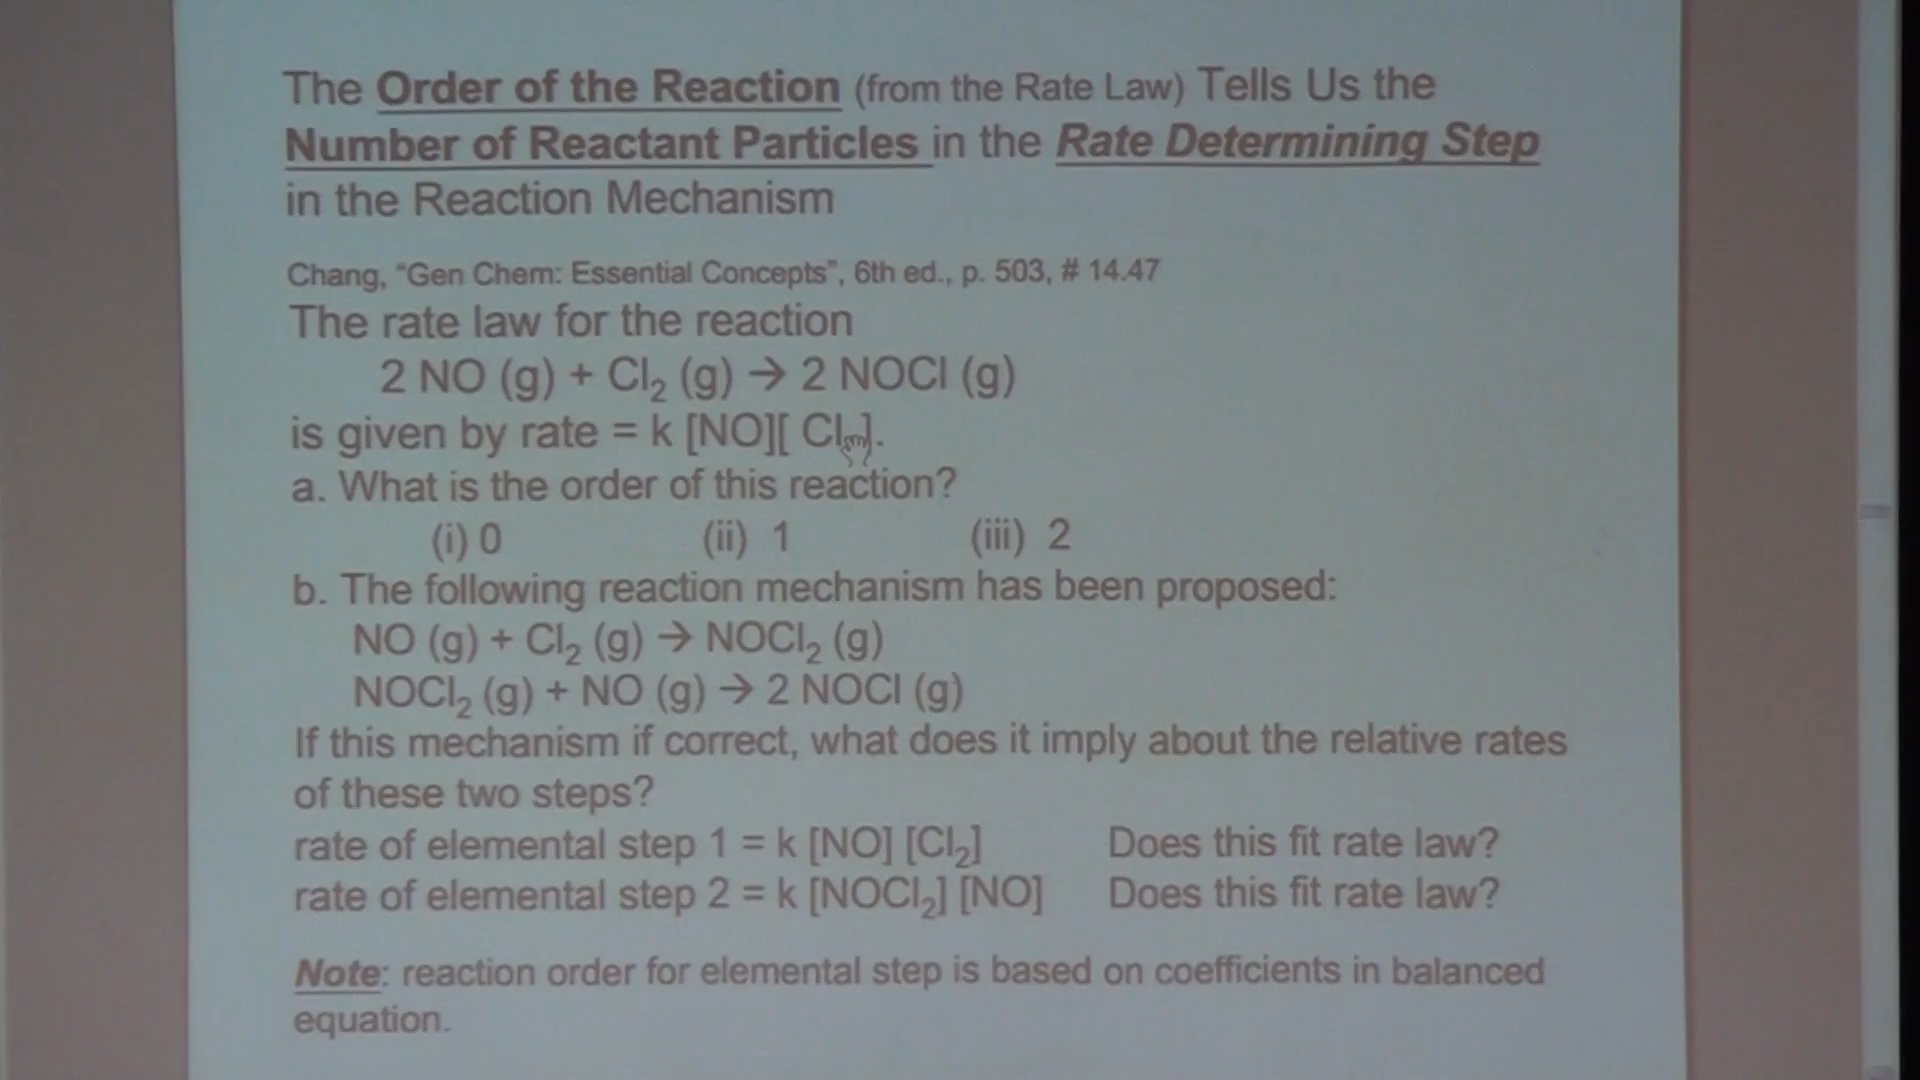 The Order of the Reaction (from the Rate Law) Tells Us the
Number of Reactant Particles in the Rate Determining Step
in the Reaction Mechanism
Chang, "Gen Chem: Essential Concepts", 6th ed., p. 503, # 14.47
The rate law for the reaction
2 NO (g) + Cl₂ (g) → 2 NOCl (g)
is given by rate = k [NO][ Cl ].
a. What is the order of this reaction?
(i) 0 (ii) 1 (iii) 2
b. The following reaction mechanism has been proposed:
NO (g) + Cl₂ (g) → NOCl₂ (g)
NOCl₂ (g) + NO (g) → 2 NOCl (g)
If this mechanism if correct, what does it imply about the relative rates
of these two steps?
rate of elemental step 1 = k [NO] [Cl₂] Does this fit rate law?
rate of elemental step 2 = k [NOCl₂] [NO] Does this fit rate law?
Note: reaction order for elemental step is based on coefficients in balanced
equation.